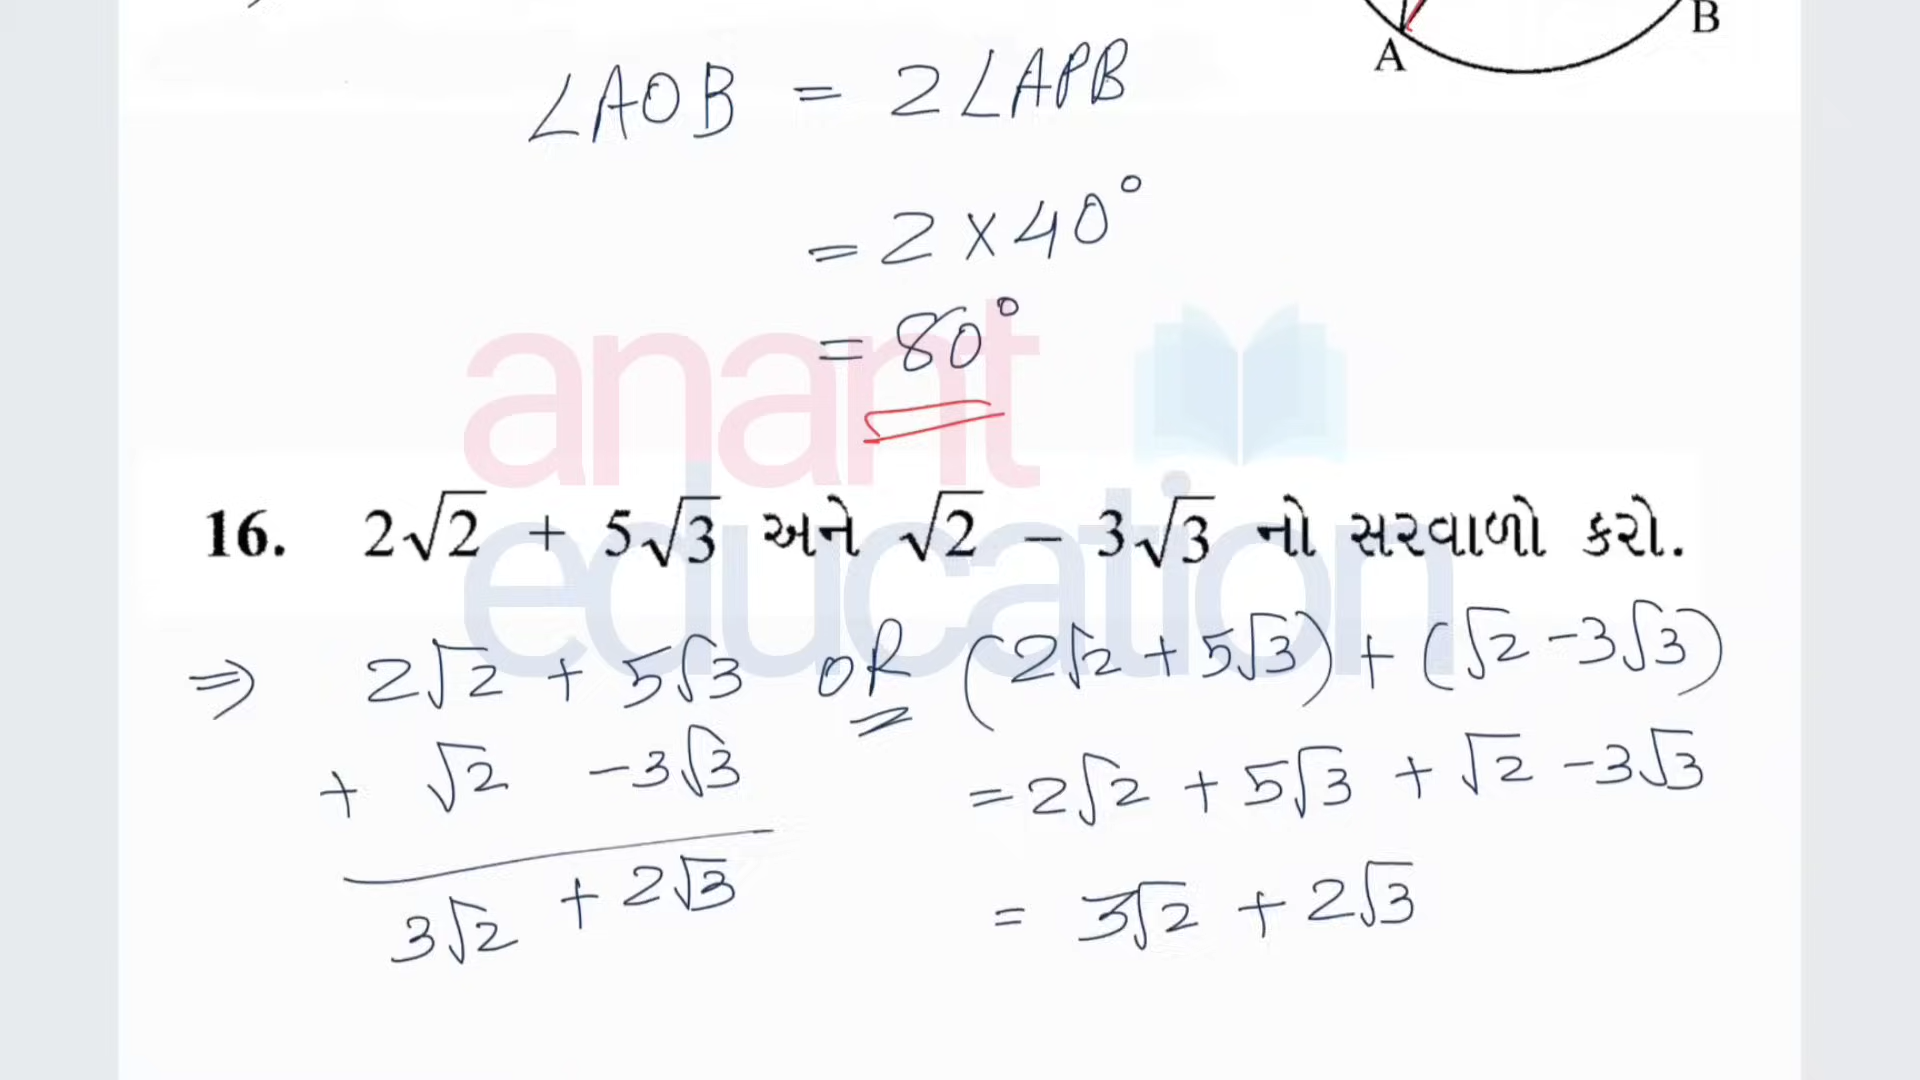 B
A
∠AOB = 2∠APB
= 2 × 40°
= 80°
anant
education
16. 2√2 + 5√3 અને √2 – 3√3 નો સરવાળો કરો.
⇒ 2√2 + 5√3 OR (2√2 + 5√3) + (√2 – 3√3)
+ √2 –3√3 = 2√2 + 5√3 + √2 – 3√3
3√2 + 2√3 = 3√2 + 2√3